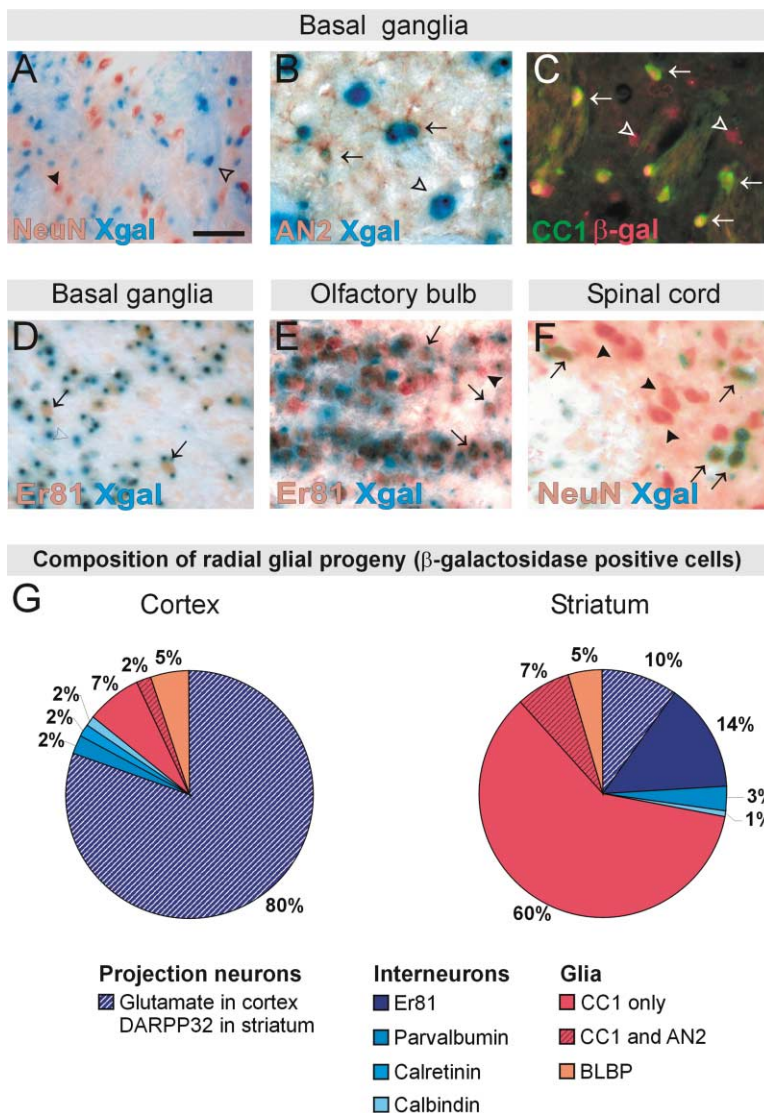 Basal ganglia
A
B
C
NeuN Xgal
AN2 Xgal
CC1 β-gal
Basal ganglia
Olfactory bulb
Spinal cord
D
E
F
Er81 Xgal
Er81 Xgal
NeuN Xgal
Composition of radial glial progeny (β-galactosidase positive cells)
G
Cortex
Striatum
2%
5%
7%
2%
2%
2%
80%
7%
5%
10%
14%
3%
1%
60%
Projection neurons
Glutamate in cortex
DARPP32 in striatum
Interneurons
Er81
Parvalbumin
Calretinin
Calbindin
Glia
CC1 only
CC1 and AN2
BLBP